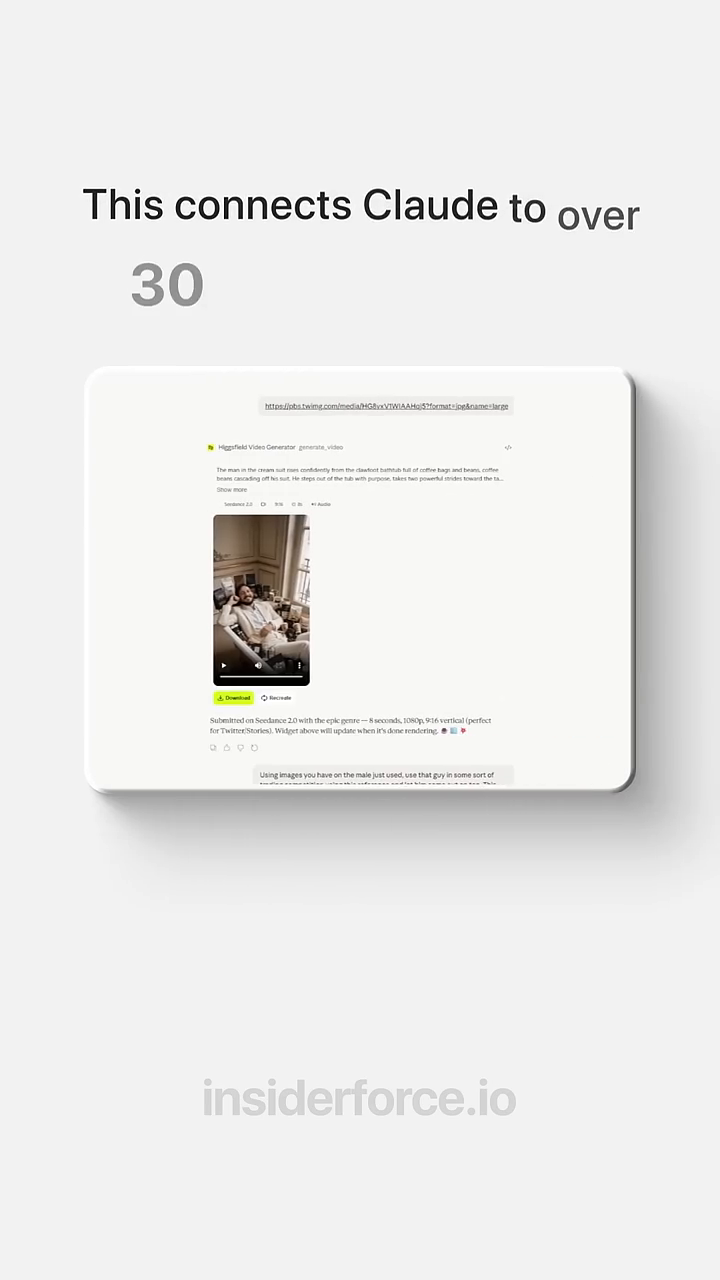 This connects Claude to over
30
https://pbs.twimg.com/media/HG8vxV1WIAAHoj5?format=jpg&name=large
Higgsfield Video Generator generate_video
The man in the cream suit rises confidently from the clawfoot bathtub full of coffee bags and beans, coffee
beans cascading off his suit. He steps out of the tub with purpose, takes two powerful strides toward the ta...
Show more
Seedance 2.0 9:16 8s Audio
Download Recreate
Submitted on Seedance 2.0 with the epic genre — 8 seconds, 1080p, 9:16 vertical (perfect
for Twitter/Stories). Widget above will update when it's done rendering.
Using images you have on the male just used, use that guy in some sort of
insiderforce.io